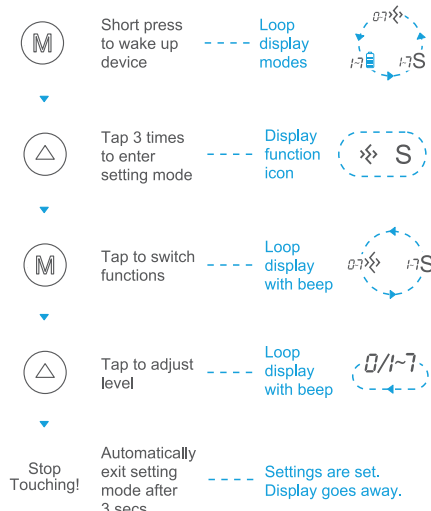 M
Short press
to wake up
device
Loop
display
modes
0-7
1-7
1-7S
Tap 3 times
to enter
setting mode
Display
function
icon
S
M
Tap to switch
functions
Loop
display
with beep
0-7
1-7S
Tap to adjust
level
Loop
display
with beep
0/1~7
Stop
Touching!
Automatically
exit setting
mode after
3 secs
Settings are set.
Display goes away.